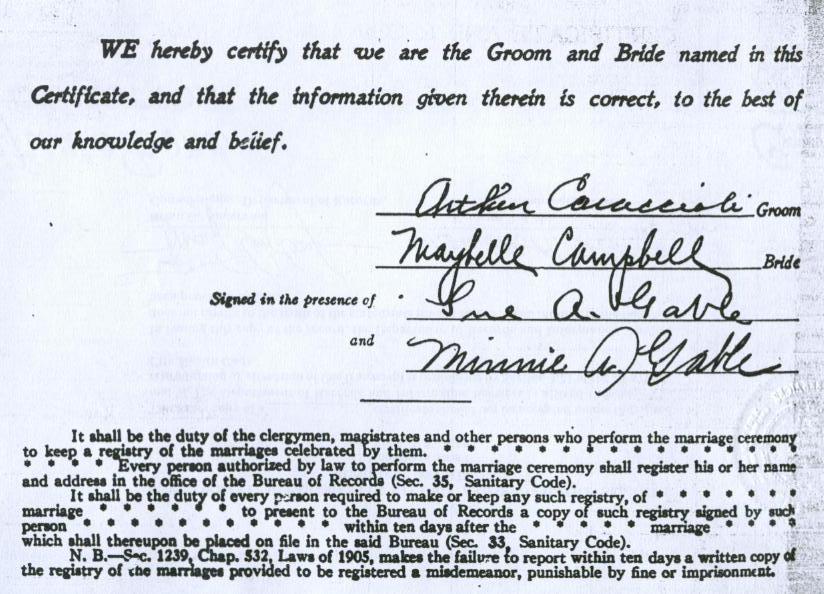 WE hereby certify that we are the Groom and Bride named in this
Certificate, and that the information given therein is correct, to the best of
our knowledge and belief.
Arthur Caraccioli Groom
Maybelle Campbell Bride
Signed in the presence of Sue A. Gable
and Minnie A. Gable
It shall be the duty of the clergymen, magistrates and other persons who perform the marriage ceremony
to keep a registry of the marriages celebrated by them. * * * * * * * * * * * *
* * * * Every person authorized by law to perform the marriage ceremony shall register his or her name
and address in the office of the Bureau of Records (Sec. 35, Sanitary Code).
It shall be the duty of every person required to make or keep any such registry, of * * * * * *
marriage * * * * * * * to present to the Bureau of Records a copy of such registry signed by such
person * * * * * * * * * * * within ten days after the * * * * * marriage * * * *
which shall thereupon be placed on file in the said Bureau (Sec. 33, Sanitary Code).
N. B.—Sec. 1239, Chap. 532, Laws of 1905, makes the failure to report within ten days a written copy of
the registry of the marriages provided to be registered a misdemeanor, punishable by fine or imprisonment.